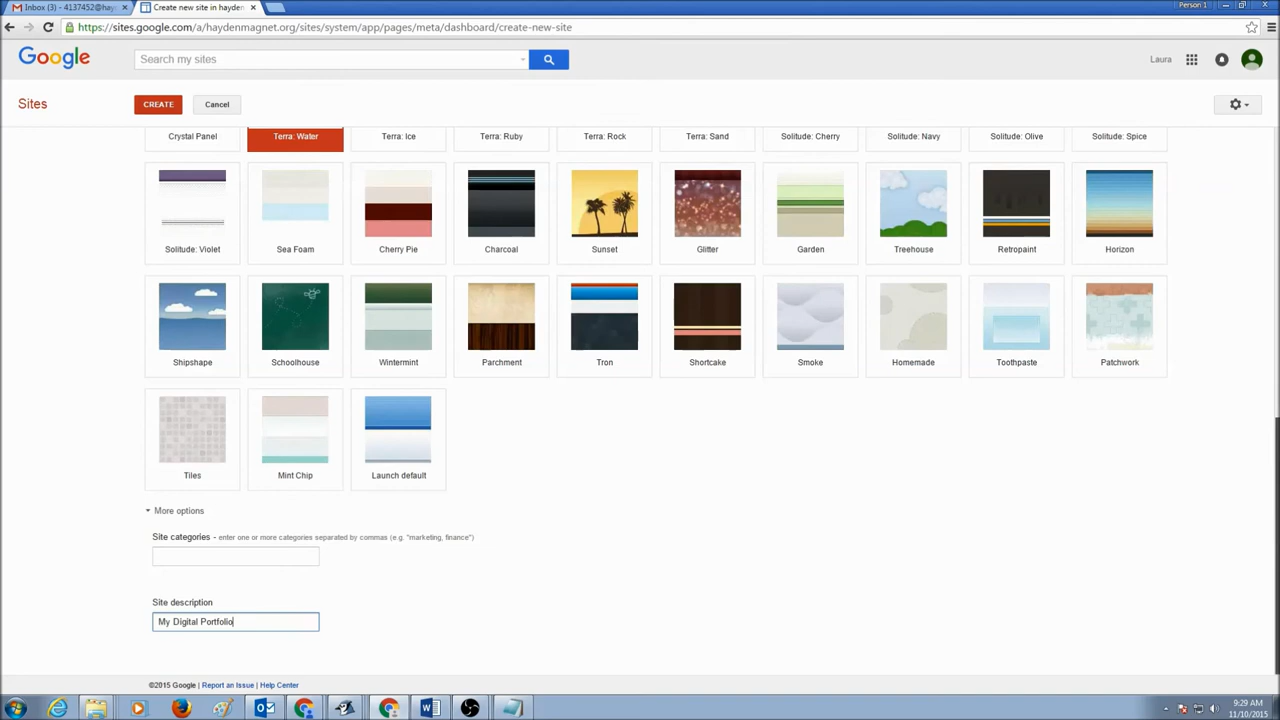 Inbox (3) - 4137452@hay
Create new site in hayden
Person 1
https://sites.google.com/a/haydenmagnet.org/sites/system/app/pages/meta/dashboard/create-new-site
Google
Search my sites
Laura
Sites
CREATE
Cancel
Crystal Panel
Terra: Water
Terra: Ice
Terra: Ruby
Terra: Rock
Terra: Sand
Solitude: Cherry
Solitude: Navy
Solitude: Olive
Solitude: Spice
Solitude: Violet
Sea Foam
Cherry Pie
Charcoal
Sunset
Glitter
Garden
Treehouse
Retropaint
Horizon
Shipshape
Schoolhouse
Wintermint
Parchment
Tron
Shortcake
Smoke
Homemade
Toothpaste
Patchwork
Tiles
Mint Chip
Launch default
More options
Site categories - enter one or more categories separated by commas (e.g. "marketing, finance")
Site description
My Digital Portfolio
©2015 Google | Report an Issue | Help Center
9:29 AM
11/10/2015